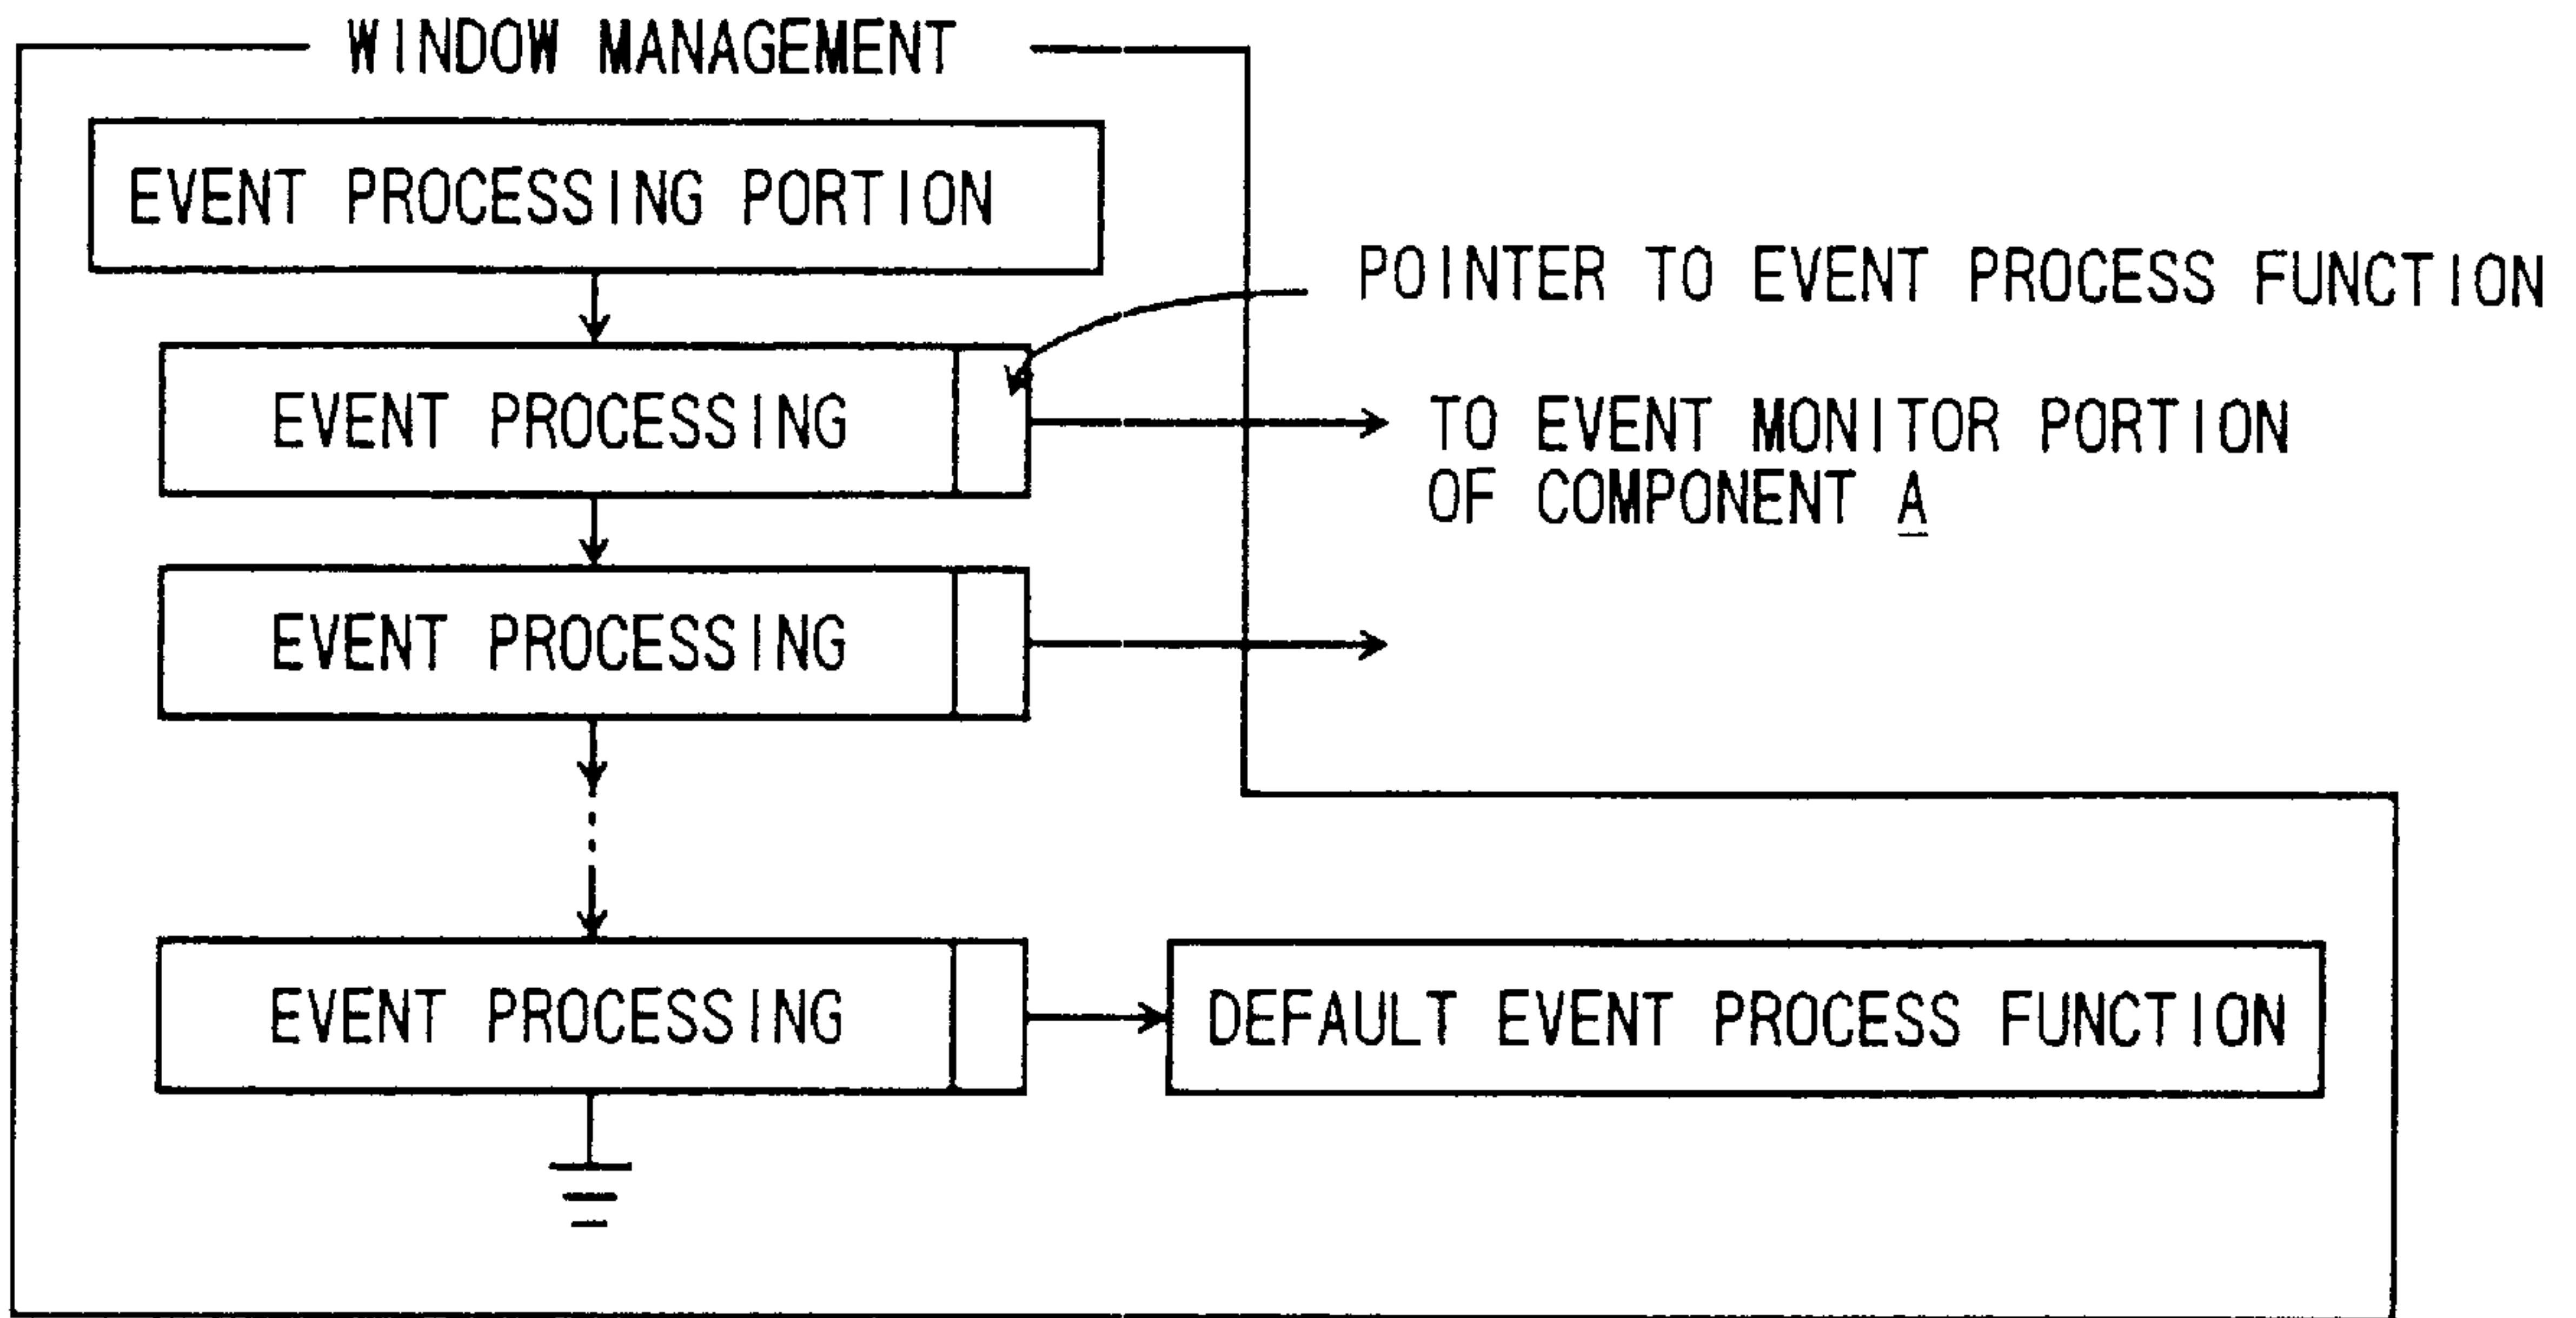 WINDOW MANAGEMENT
EVENT PROCESSING PORTION
POINTER TO EVENT PROCESS FUNCTION
EVENT PROCESSING
TO EVENT MONITOR PORTION
OF COMPONENT A
EVENT PROCESSING
EVENT PROCESSING
DEFAULT EVENT PROCESS FUNCTION